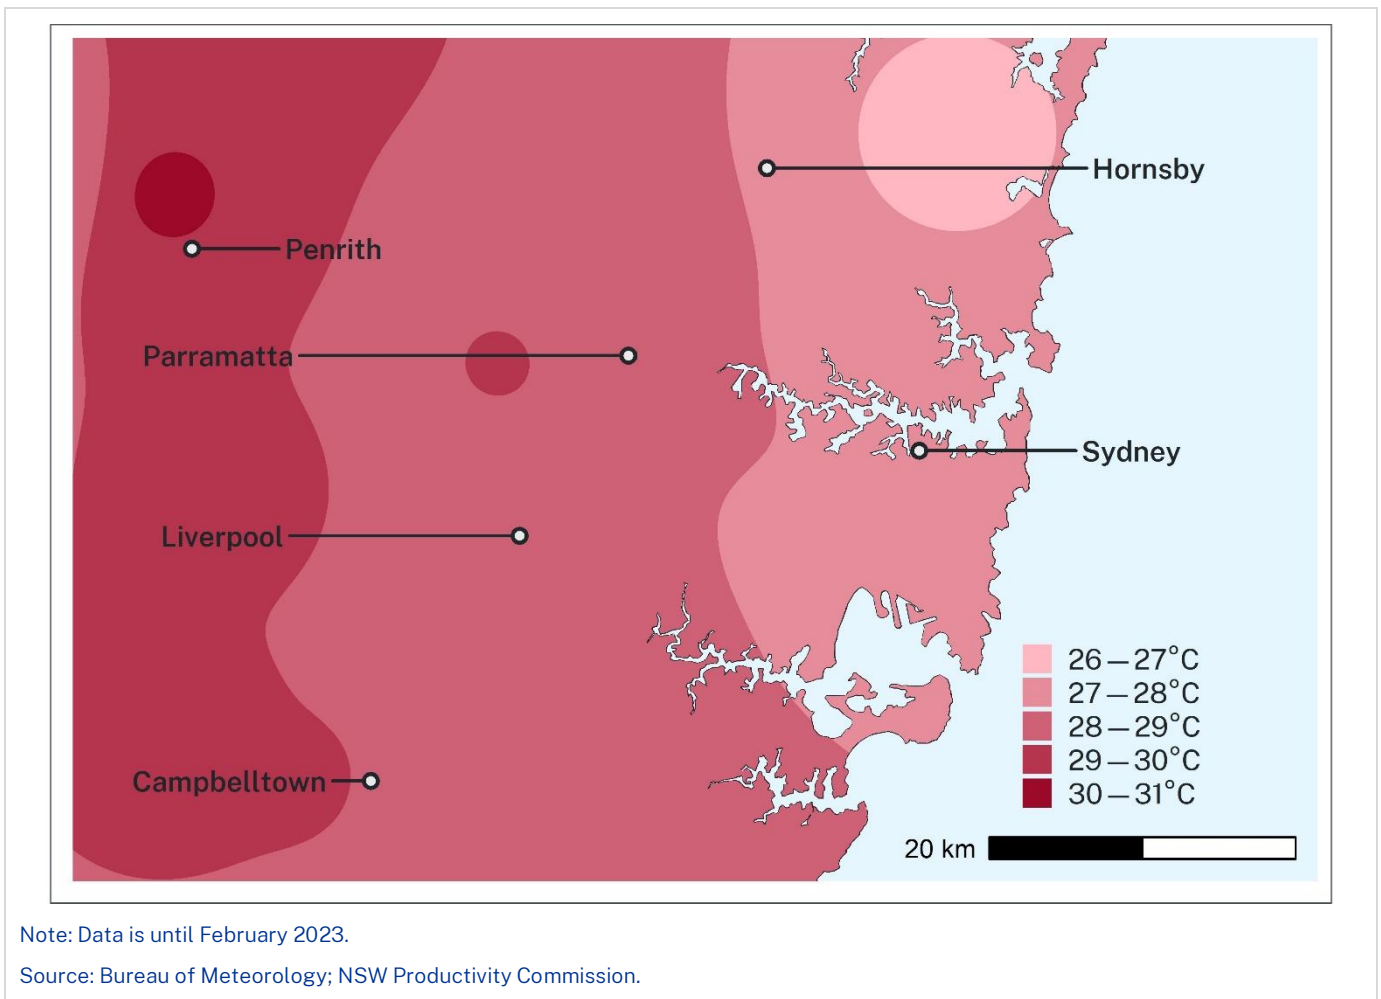 Hornsby
Penrith
Parramatta
Sydney
Liverpool
Campbelltown
26 – 27°C
27 – 28°C
28 – 29°C
29 – 30°C
30 – 31°C
20 km
Note: Data is until February 2023.
Source: Bureau of Meteorology; NSW Productivity Commission.